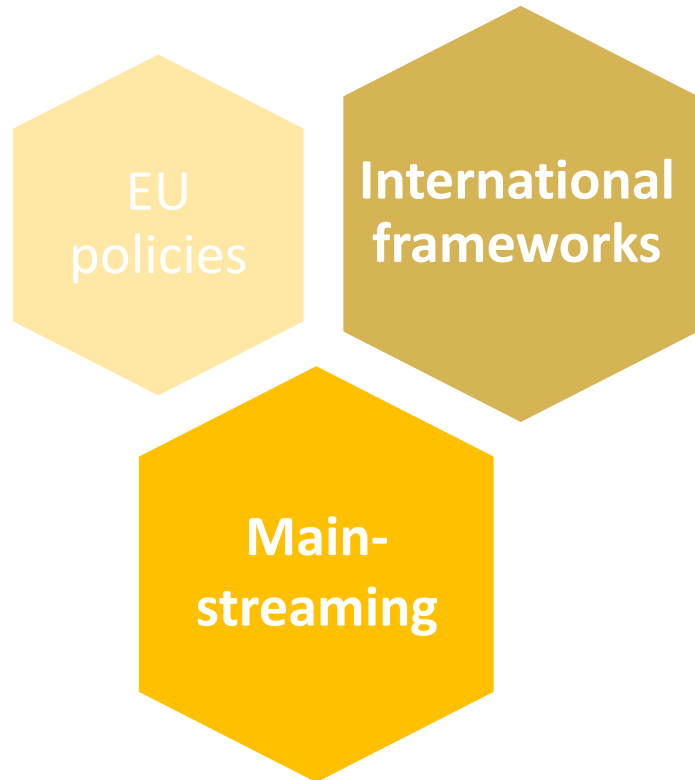 EU
policies
International
frameworks
Main-
streaming